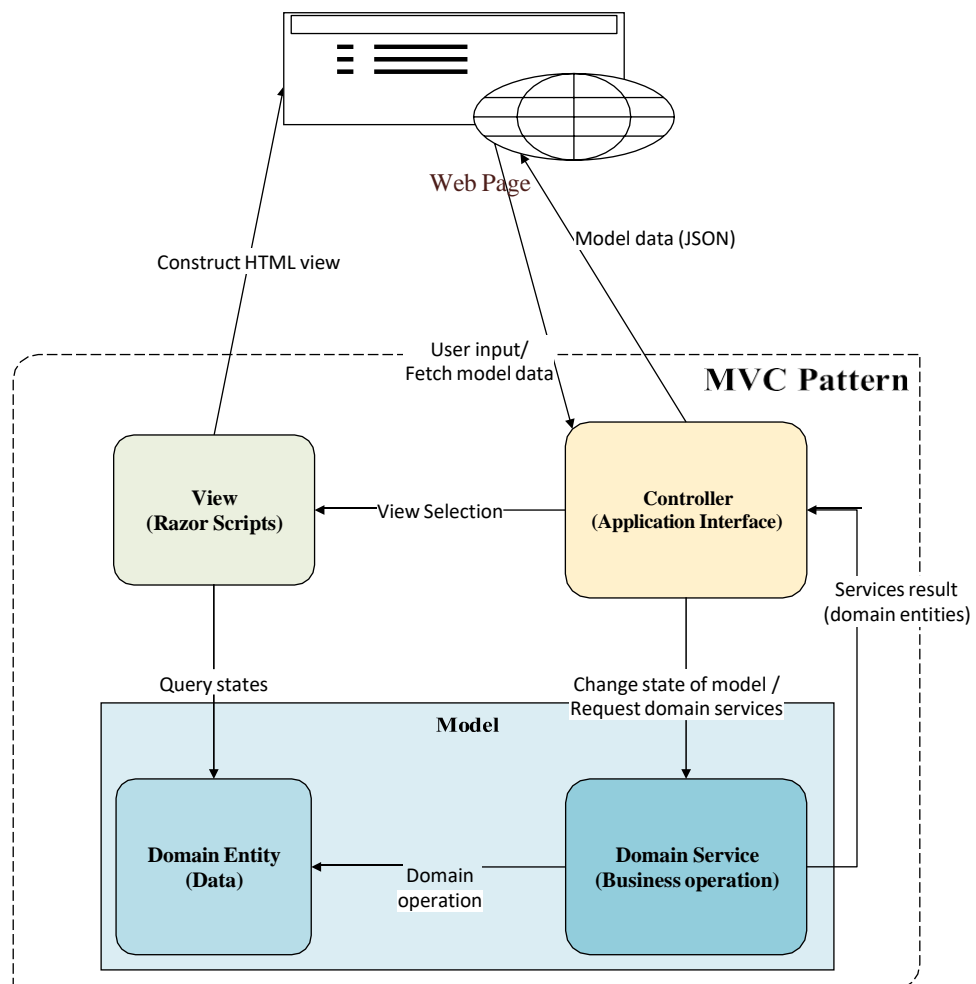 Web Page
Model data (JSON)
Construct HTML view
User input/
Fetch model data
MVC Pattern
View
(Razor Scripts)
View Selection
Controller
(Application Interface)
Services result
(domain entities)
Query states
Change state of model /
Request domain services
Model
Domain Entity
(Data)
Domain
operation
Domain Service
(Business operation)